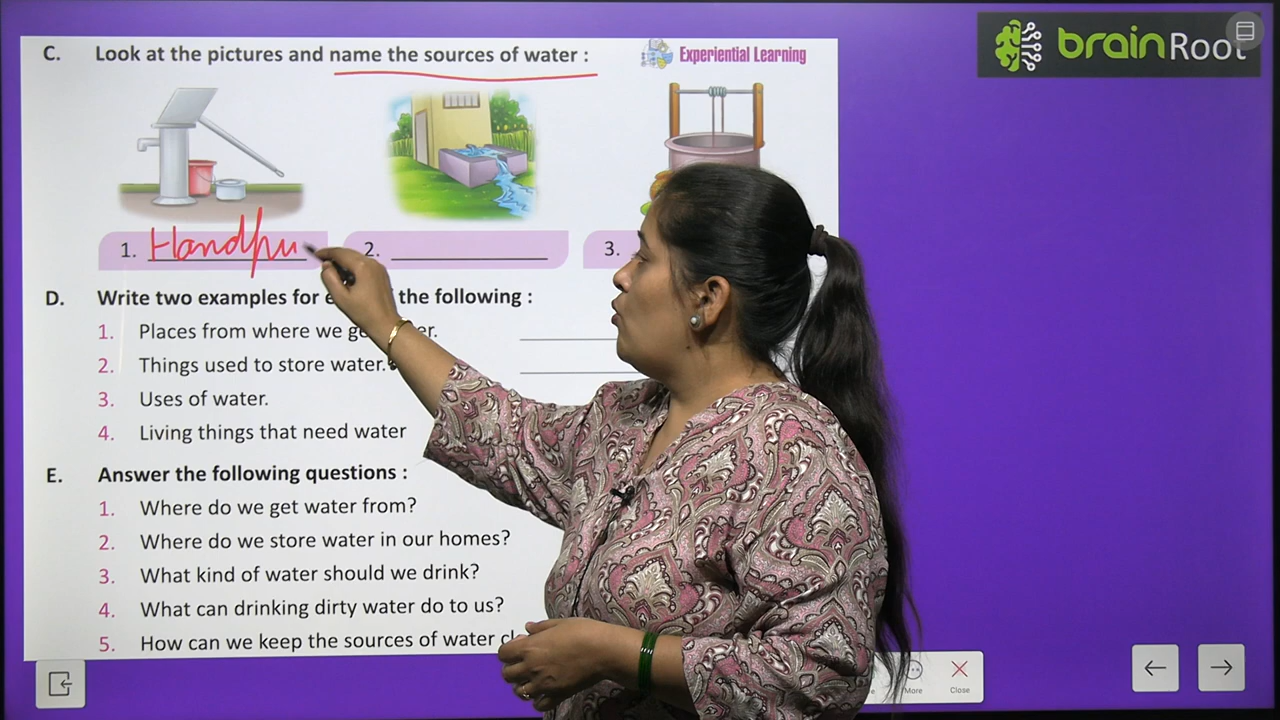 C. Look at the pictures and name the sources of water :
Experiential Learning
brainRoot
1. Handpu
2.
3.
D. Write two examples for the following :
1. Places from where we
2. Things used to store water.
3. Uses of water.
4. Living things that need water
E. Answer the following questions :
1. Where do we get water from?
2. Where do we store water in our homes?
3. What kind of water should we drink?
4. What can drinking dirty water do to us?
5. How can we keep the sources of water
More
Close